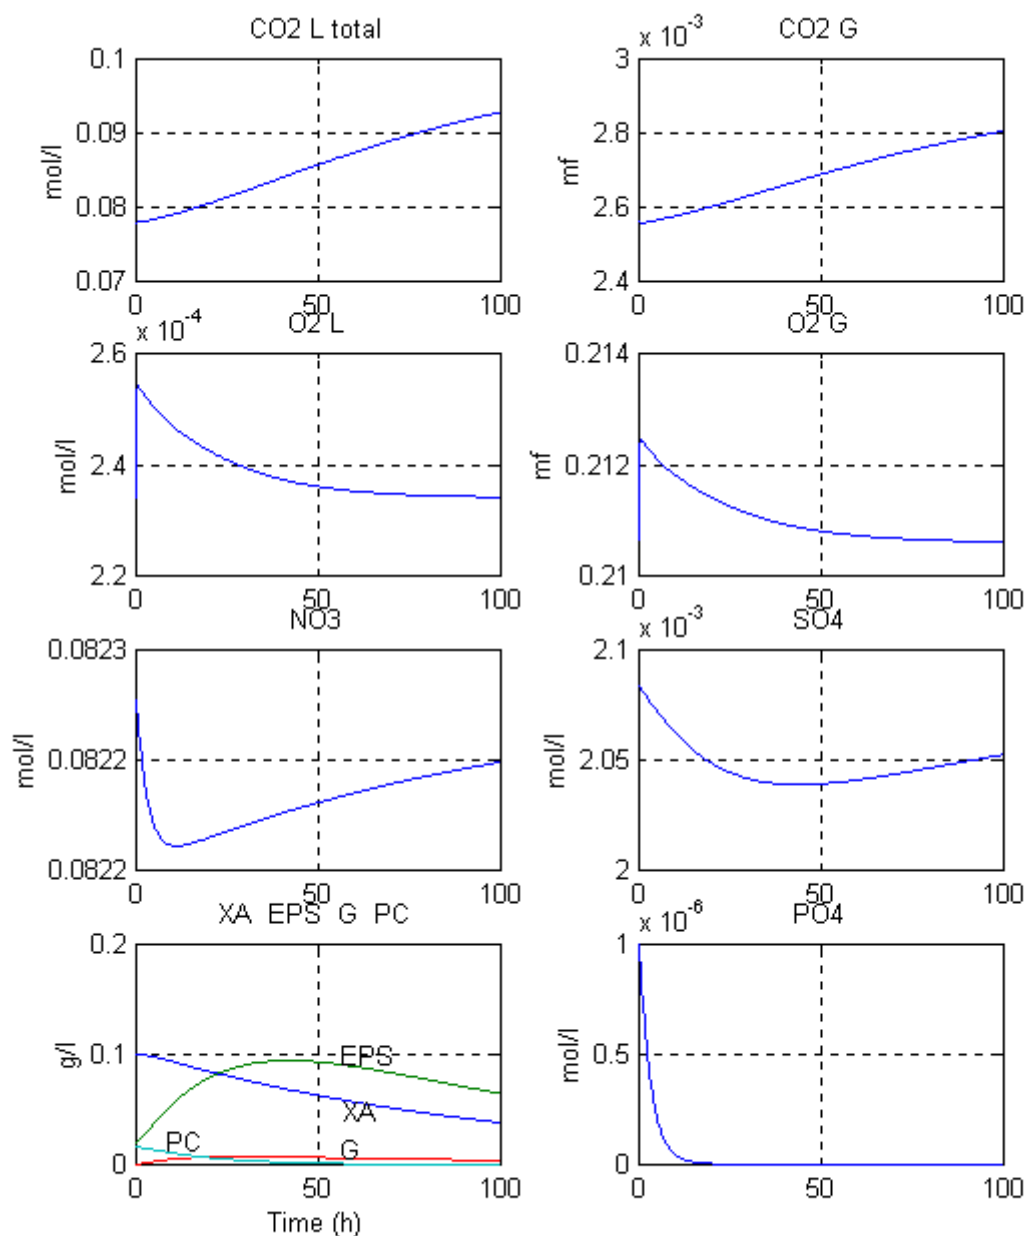 CO2 L total
mol/l
0.1
0.09
0.08
0.07
0
50
100
CO2 G
x 10^-3
mf
3
2.8
2.6
2.4
0
50
100
O2 L
x 10^-4
mol/l
2.6
2.4
2.2
0
50
100
O2 G
mf
0.214
0.212
0.21
0
50
100
NO3
mol/l
0.0823
0.0822
0.0822
0
50
100
SO4
x 10^-3
mol/l
2.1
2.05
2
0
50
100
XA EPS G PC
g/l
0.2
0.1
0
EPS
XA
PC
G
0
50
100
Time (h)
PO4
x 10^-6
mol/l
1
0.5
0
0
50
100